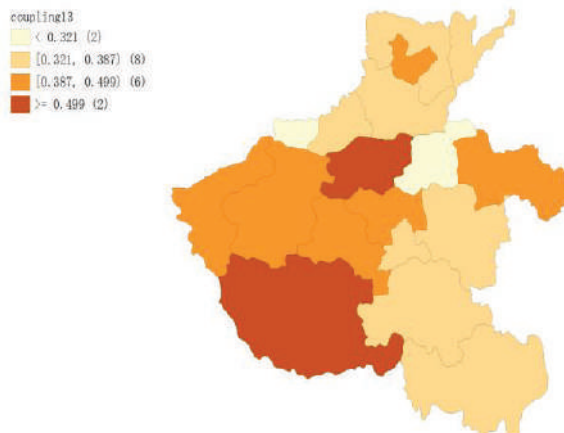 coupling13
< 0.321 (2)
[0.321, 0.387) (8)
[0.387, 0.499) (6)
>= 0.499 (2)